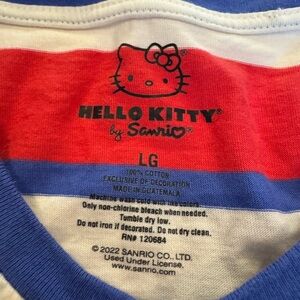 HELLO KITTY®
by Sanrio®
LG
100% COTTON
EXCLUSIVE OF DECORATION
MADE IN GUATEMALA
Machine wash cold with like colors.
Only non-chlorine bleach when needed.
Tumble dry low.
Do not iron if decorated. Do not dry clean.
RN# 120684
©2022 SANRIO CO., LTD.
Used Under License.
www.sanrio.com